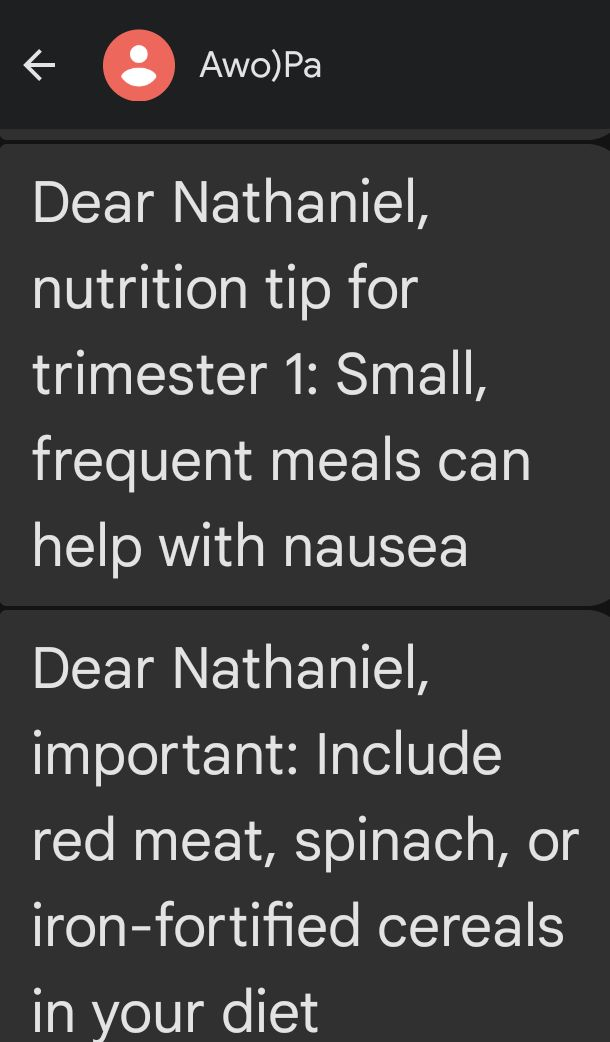 Awo)Pa
Dear Nathaniel,
nutrition tip for
trimester 1: Small,
frequent meals can
help with nausea
Dear Nathaniel,
important: Include
red meat, spinach, or
iron-fortified cereals
in your diet